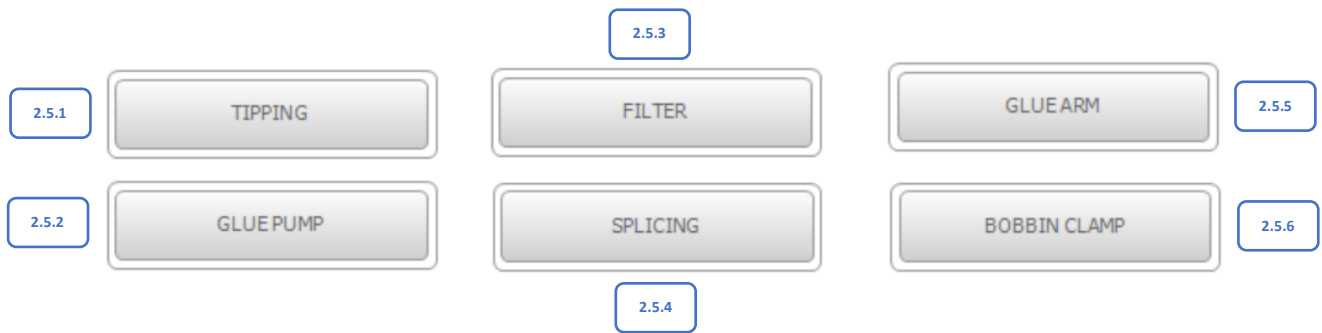 2.5.3
2.5.1
TIPPING
FILTER
GLUE ARM
2.5.5
2.5.2
GLUE PUMP
SPLICING
BOBBIN CLAMP
2.5.6
2.5.4